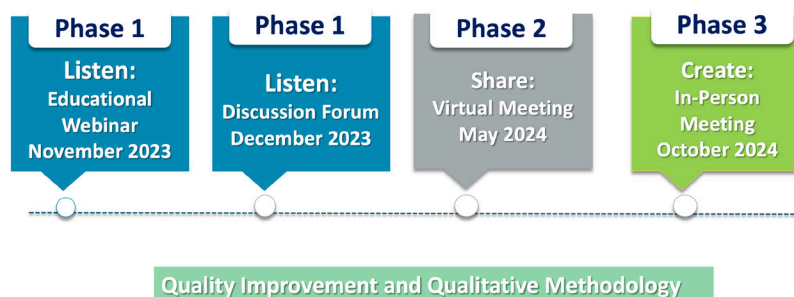 Phase 1
Listen:
Educational
Webinar
November 2023
Phase 1
Listen:
Discussion Forum
December 2023
Phase 2
Share:
Virtual Meeting
May 2024
Phase 3
Create:
In-Person
Meeting
October 2024
Quality Improvement and Qualitative Methodology